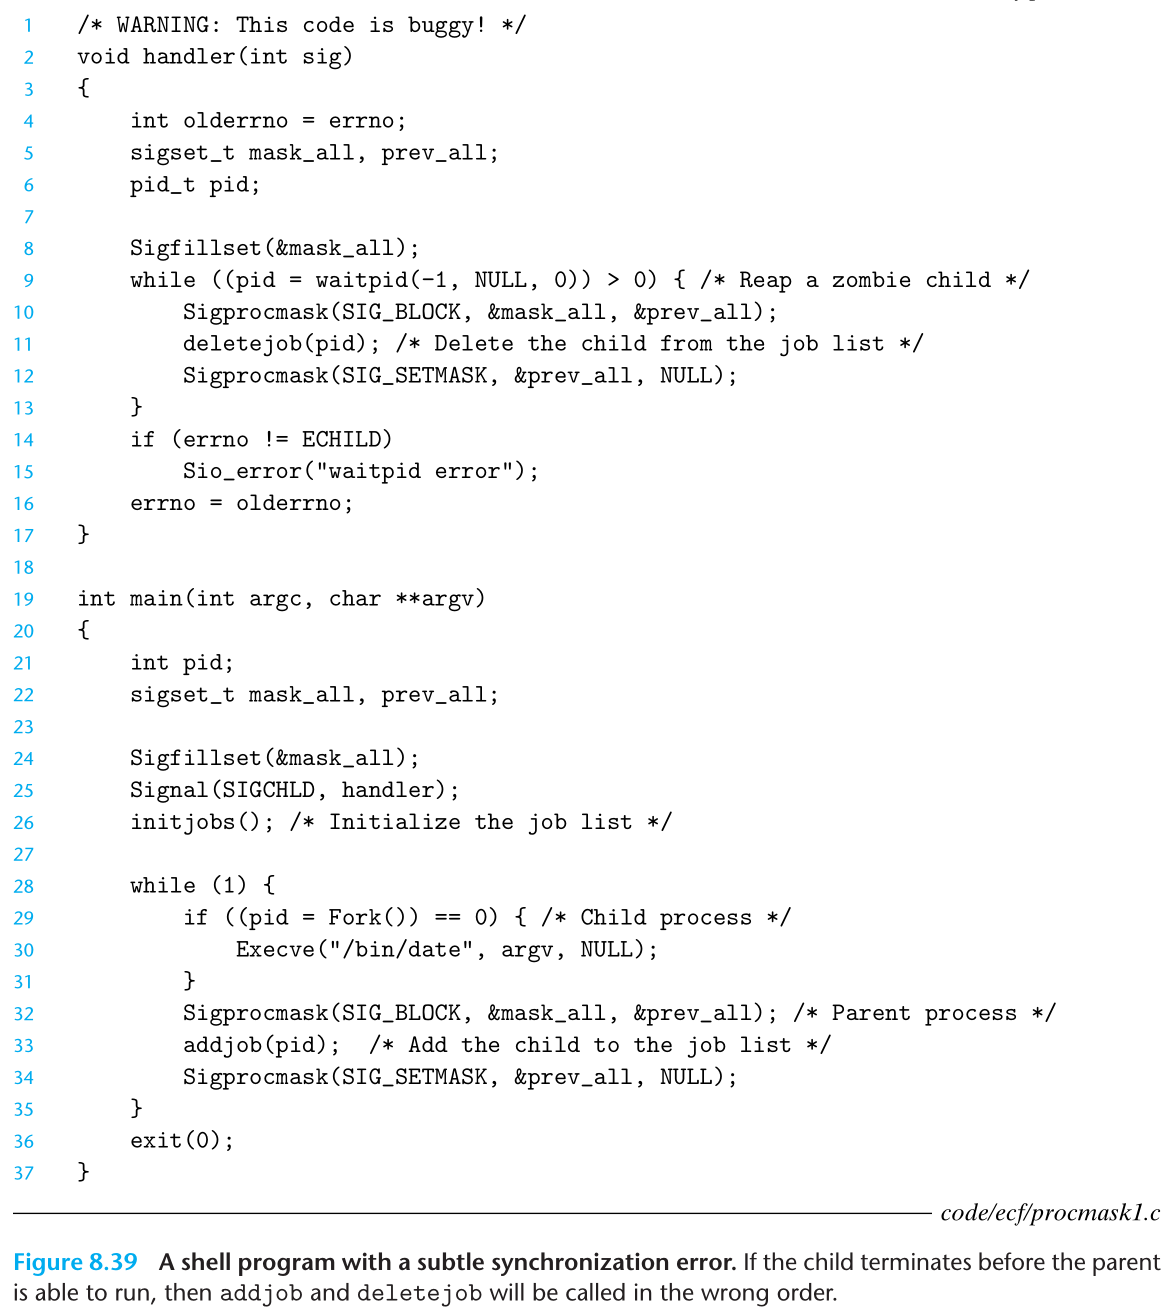 1 /* WARNING: This code is buggy! */
2 void handler(int sig)
3 {
4     int olderrno = errno;
5     sigset_t mask_all, prev_all;
6     pid_t pid;
7
8     Sigfillset(&mask_all);
9     while ((pid = waitpid(-1, NULL, 0)) > 0) { /* Reap a zombie child */
10         Sigprocmask(SIG_BLOCK, &mask_all, &prev_all);
11         deletejob(pid); /* Delete the child from the job list */
12         Sigprocmask(SIG_SETMASK, &prev_all, NULL);
13     }
14     if (errno != ECHILD)
15         Sio_error("waitpid error");
16     errno = olderrno;
17 }
18
19 int main(int argc, char **argv)
20 {
21     int pid;
22     sigset_t mask_all, prev_all;
23
24     Sigfillset(&mask_all);
25     Signal(SIGCHLD, handler);
26     initjobs(); /* Initialize the job list */
27
28     while (1) {
29         if ((pid = Fork()) == 0) { /* Child process */
30             Execve("/bin/date", argv, NULL);
31         }
32         Sigprocmask(SIG_BLOCK, &mask_all, &prev_all); /* Parent process */
33         addjob(pid);  /* Add the child to the job list */
34         Sigprocmask(SIG_SETMASK, &prev_all, NULL);
35     }
36     exit(0);
37 }
code/ecf/procmask1.c
Figure 8.39 A shell program with a subtle synchronization error. If the child terminates before the parent
is able to run, then addjob and deletejob will be called in the wrong order.